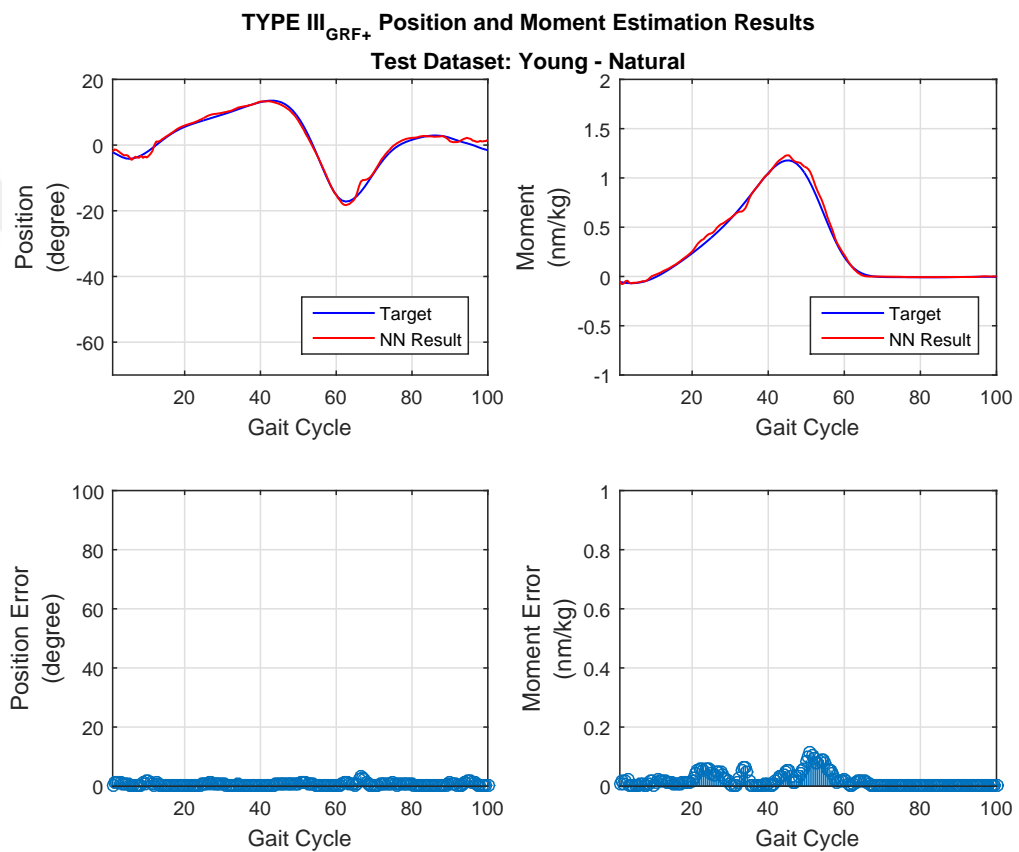 TYPE III_GRF+ Position and Moment Estimation Results
Test Dataset: Young - Natural
20
0
-20
-40
-60
Position
(degree)
Target
NN Result
20 40 60 80 100
Gait Cycle
2
1.5
1
0.5
0
-0.5
-1
Moment
(nm/kg)
Target
NN Result
20 40 60 80 100
Gait Cycle
100
80
60
40
20
0
Position Error
(degree)
20 40 60 80 100
Gait Cycle
1
0.8
0.6
0.4
0.2
0
Moment Error
(nm/kg)
20 40 60 80 100
Gait Cycle